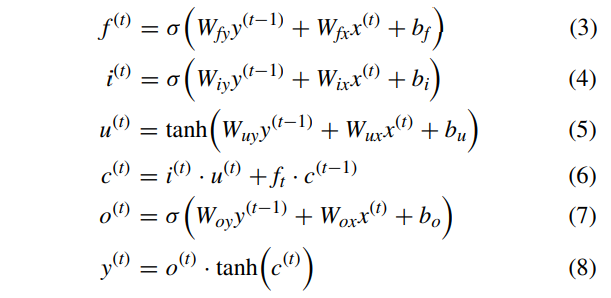 f^{(t)} = σ(W_{fy}y^{(t−1)} + W_{fx}x^{(t)} + b_f) (3)
i^{(t)} = σ(W_{iy}y^{(t−1)} + W_{ix}x^{(t)} + b_i) (4)
u^{(t)} = tanh(W_{uy}y^{(t−1)} + W_{ux}x^{(t)} + b_u) (5)
c^{(t)} = i^{(t)} · u^{(t)} + f_t · c^{(t−1)} (6)
o^{(t)} = σ(W_{oy}y^{(t−1)} + W_{ox}x^{(t)} + b_o) (7)
y^{(t)} = o^{(t)} · tanh(c^{(t)}) (8)